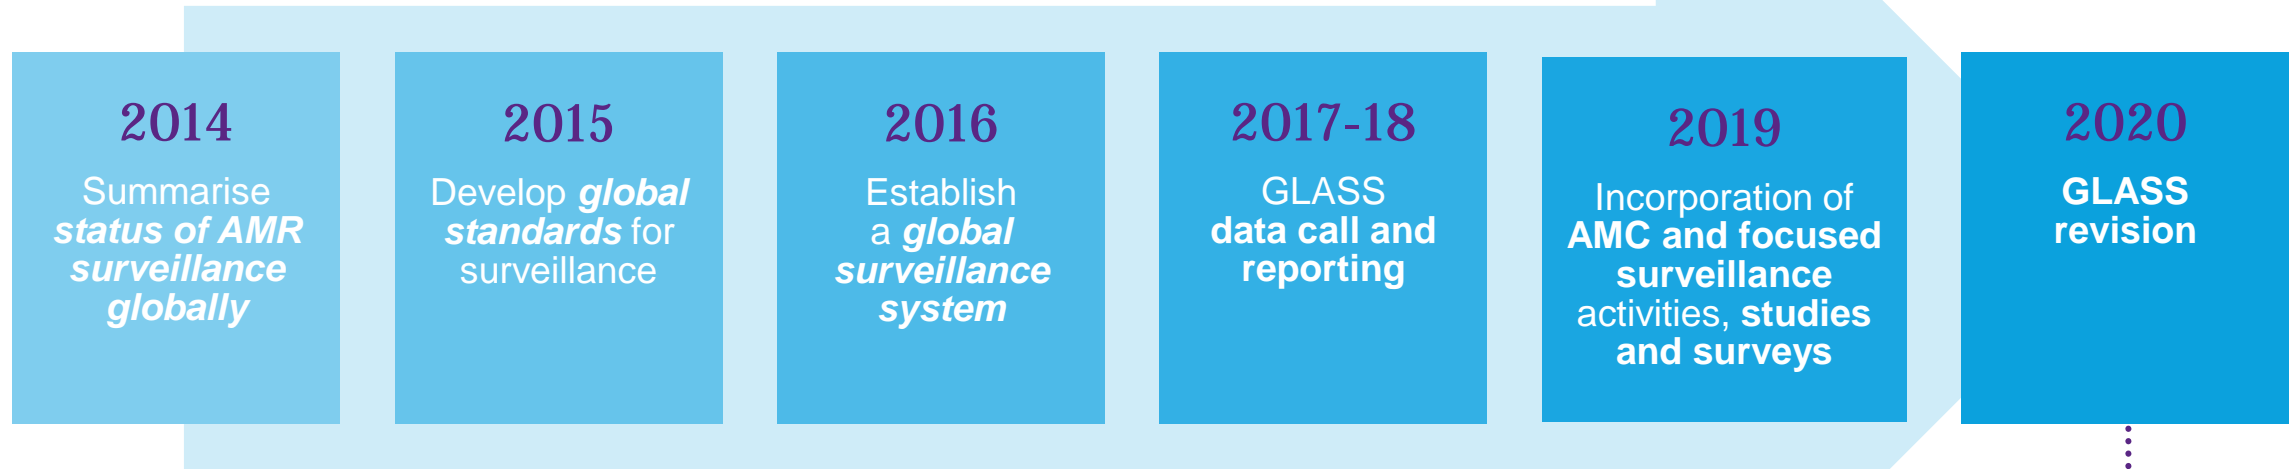 2014
Summarise
status of AMR
surveillance
globally
2015
Develop global
standards for
surveillance
2016
Establish
a global
surveillance
system
2017-18
GLASS
data call and
reporting
2019
Incorporation of
AMC and focused
surveillance
activities, studies
and surveys
2020
GLASS
revision